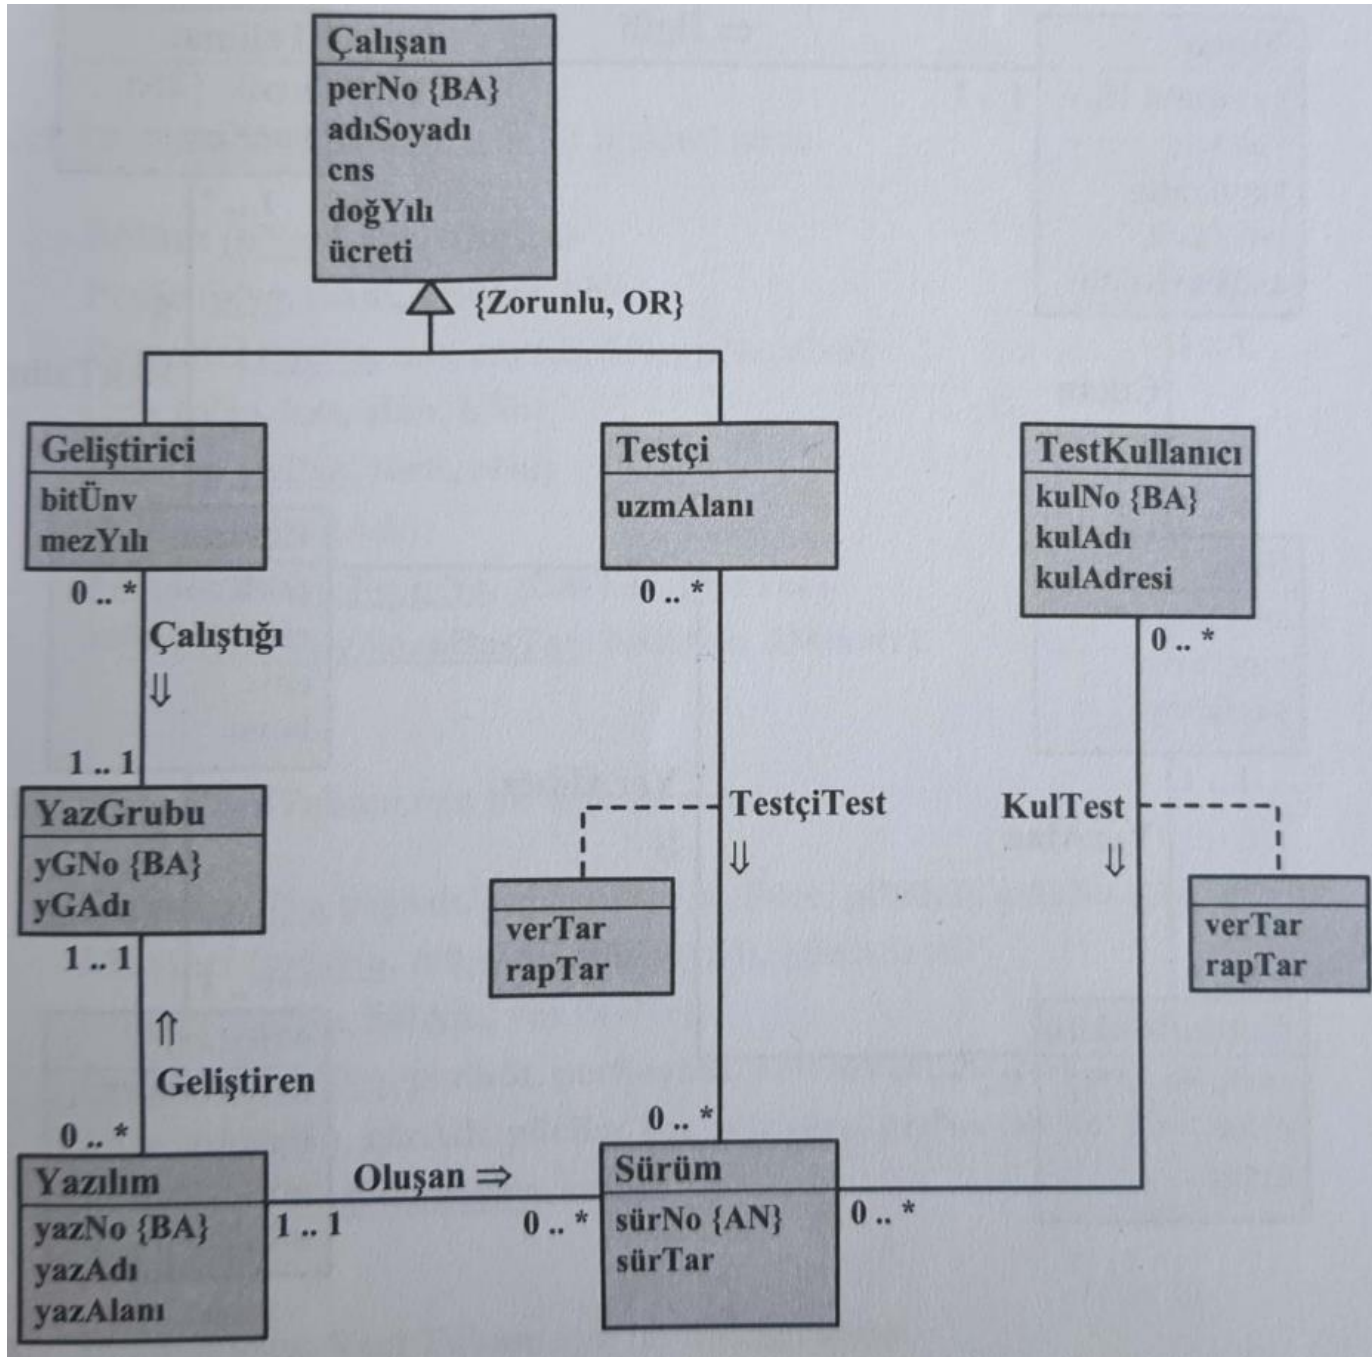 Çalışan
perNo {BA}
adıSoyadı
cns
doğYılı
ücreti
{Zorunlu, OR}
Geliştirici
bitÜnv
mezYılı
Testçi
uzmAlanı
TestKullanıcı
kulNo {BA}
kulAdı
kulAdresi
0 .. *
0 .. *
0 .. *
Çalıştığı
⇓
1 .. 1
YazGrubu
yGNo {BA}
yGAdı
1 .. 1
TestçiTest
⇓
KulTest
⇓
verTar
rapTar
verTar
rapTar
⇑
Geliştiren
0 .. *
0 .. *
Yazılım
yazNo {BA}
yazAdı
yazAlanı
Oluşan ⇒
1 .. 1
0 .. *
Sürüm
sürNo {AN}
sürTar
0 .. *